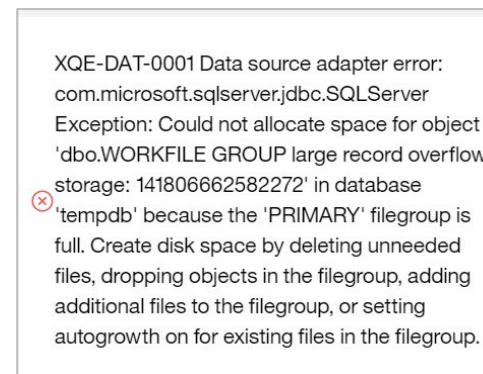 XQE-DAT-0001 Data source adapter error:
com.microsoft.sqlserver.jdbc.SQLServer
Exception: Could not allocate space for object
'dbo.WORKFILE GROUP large record overflow
storage: 141806662582272' in database
'tempdb' because the 'PRIMARY' filegroup is
full. Create disk space by deleting unneeded
files, dropping objects in the filegroup, adding
additional files to the filegroup, or setting
autogrowth on for existing files in the filegroup.